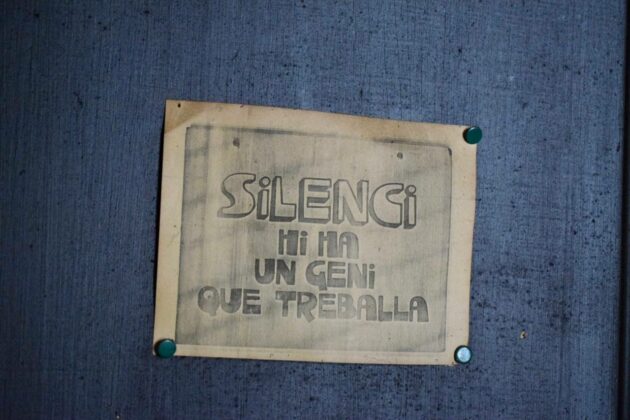 SiLENCi
Hi HA
UN GENi
QUE TREBALLA